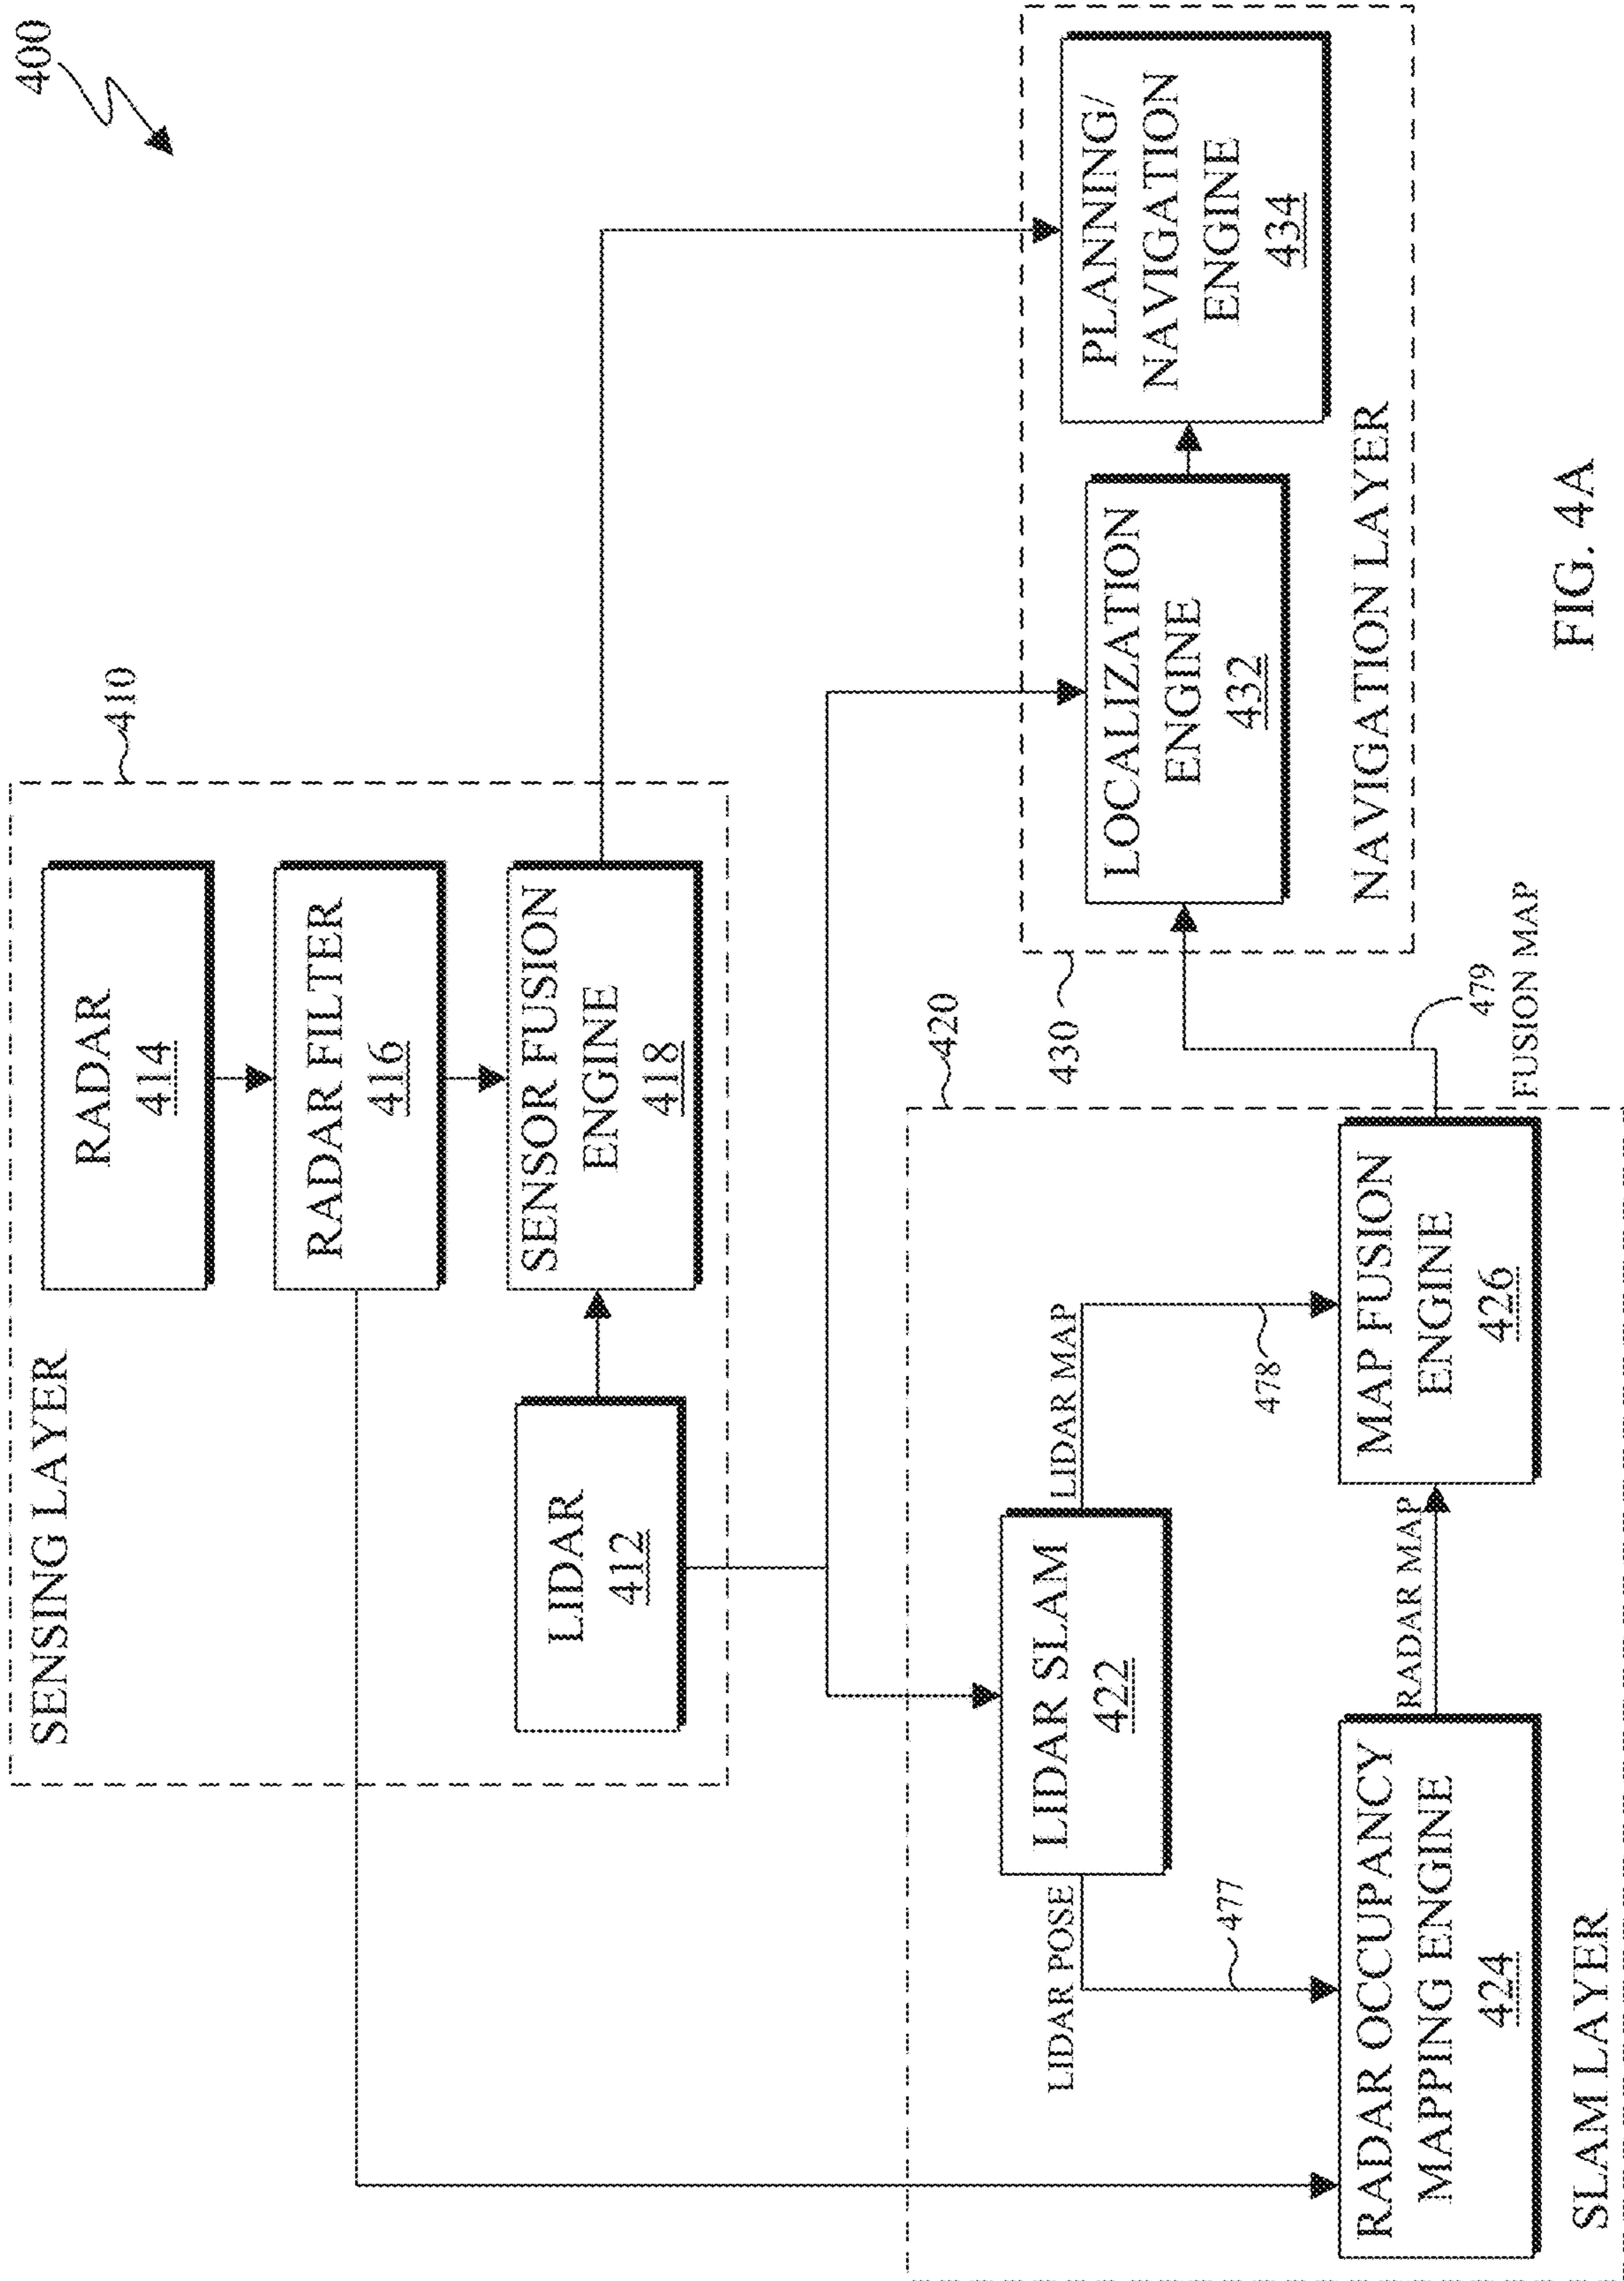 400
410
SENSING LAYER
RADAR
414
RADAR FILTER
416
LIDAR
412
SENSOR FUSION
ENGINE
418
420
LIDAR POSE
LIDAR SLAM
422
LIDAR MAP
477
478
RADAR OCCUPANCY
MAPPING ENGINE
424
RADAR MAP
MAP FUSION
ENGINE
426
SLAM LAYER
479
FUSION MAP
430
LOCALIZATION
ENGINE
432
PLANNING/
NAVIGATION
ENGINE
434
NAVIGATION LAYER
FIG. 4A